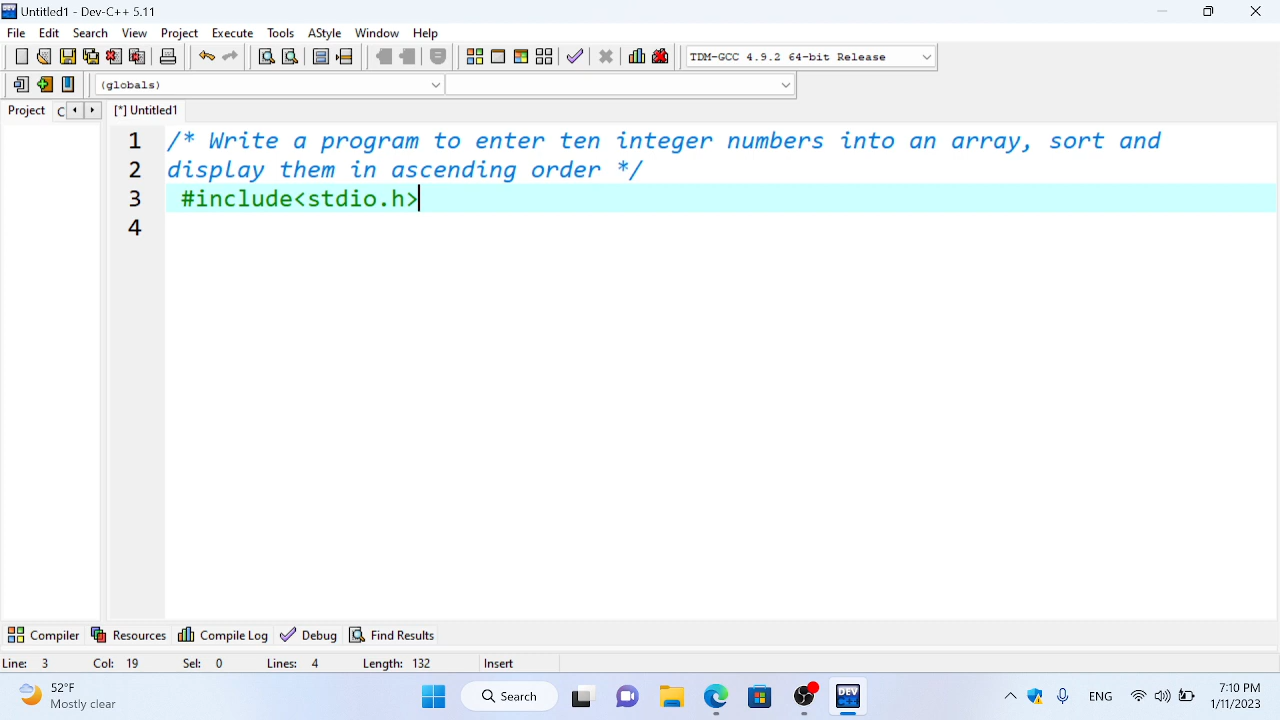 Untitled1 - Dev-C++ 5.11
File Edit Search View Project Execute Tools AStyle Window Help
TDM-GCC 4.9.2 64-bit Release
(globals)
Project C [*] Untitled1
1 /* Write a program to enter ten integer numbers into an array, sort and
2 display them in ascending order */
3 #include<stdio.h>
4
Compiler Resources Compile Log Debug Find Results
Line: 3 Col: 19 Sel: 0 Lines: 4 Length: 132 Insert
52°F
Mostly clear
Search
DEV
ENG
7:10 PM
1/11/2023